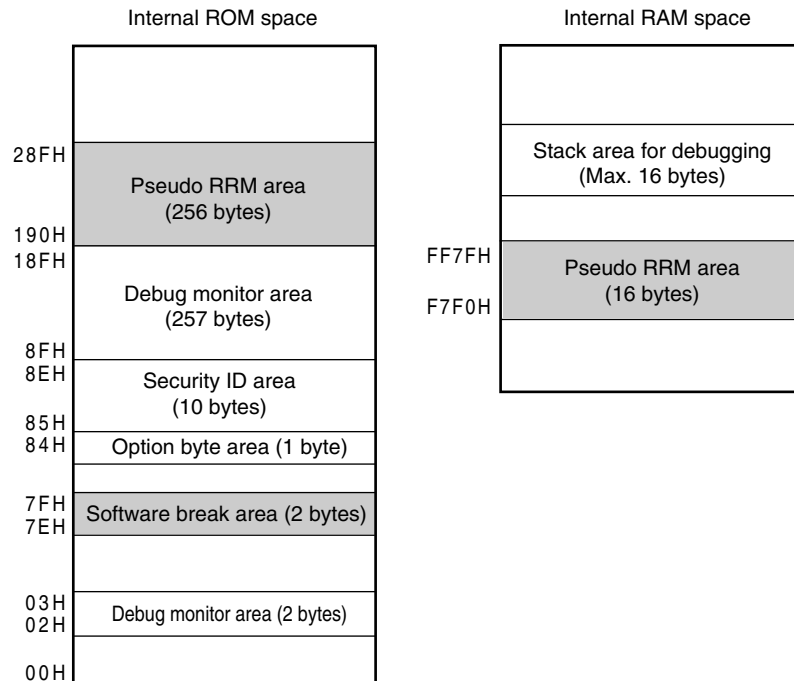 Internal ROM space
28FH
Pseudo RRM area
(256 bytes)
190H
18FH
Debug monitor area
(257 bytes)
8FH
8EH
Security ID area
(10 bytes)
85H
84H
Option byte area (1 byte)
7FH
Software break area (2 bytes)
7EH
03H
Debug monitor area (2 bytes)
02H
00H
Internal RAM space
Stack area for debugging
(Max. 16 bytes)
FF7FH
Pseudo RRM area
(16 bytes)
F7F0H